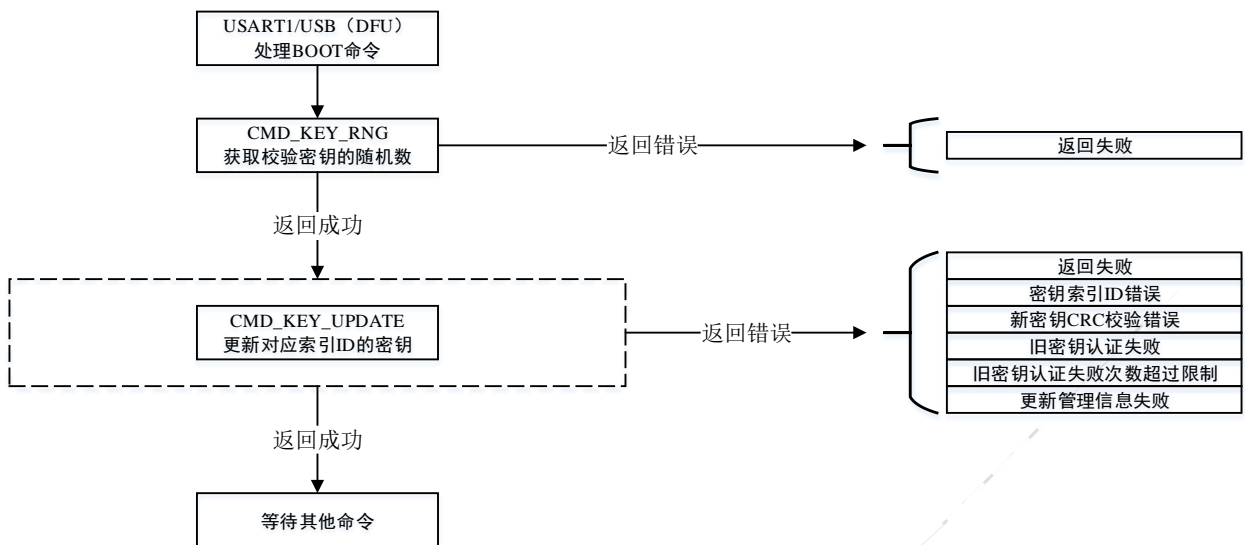 USART1/USB（DFU）
处理BOOT命令
CMD_KEY_RNG
获取校验密钥的随机数
返回错误
返回失败
返回成功
CMD_KEY_UPDATE
更新对应索引ID的密钥
返回错误
返回失败
密钥索引ID错误
新密钥CRC校验错误
旧密钥认证失败
旧密钥认证失败次数超过限制
更新管理信息失败
返回成功
等待其他命令